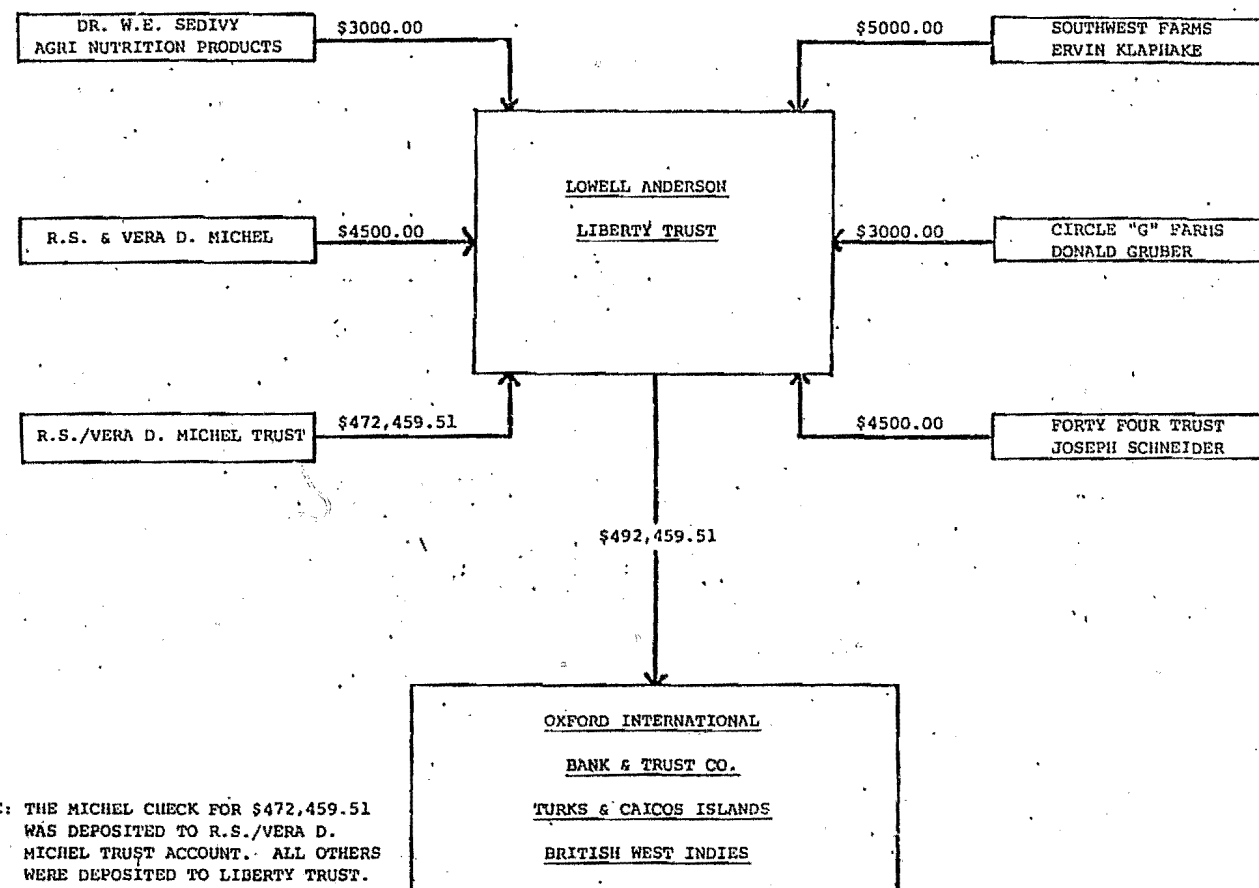 DR. W.E. SEDIVY
AGRI NUTRITION PRODUCTS
$3000.00
$5000.00
SOUTHWEST FARMS
ERVIN KLAPHAKE
LOWELL ANDERSON
LIBERTY TRUST
R.S. & VERA D. MICHEL
$4500.00
$3000.00
CIRCLE "G" FARMS
DONALD GRUBER
R.S./VERA D. MICHEL TRUST
$472,459.51
$4500.00
FORTY FOUR TRUST
JOSEPH SCHNEIDER
$492,459.51
OXFORD INTERNATIONAL
BANK & TRUST CO.
TURKS & CAICOS ISLANDS
BRITISH WEST INDIES
: THE MICHEL CHECK FOR $472,459.51
WAS DEPOSITED TO R.S./VERA D.
MICHEL TRUST ACCOUNT. ALL OTHERS
WERE DEPOSITED TO LIBERTY TRUST.